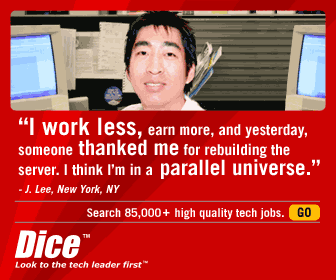 “I work less, earn more, and yesterday,
someone thanked me for rebuilding the
server. I think I'm in a parallel universe.”
- J. Lee, New York, NY
Search 85,000+ high quality tech jobs. GO
Dice™
Look to the tech leader first™